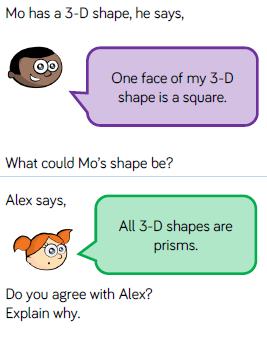 Mo has a 3-D shape, he says,
One face of my 3-D
shape is a square.
What could Mo's shape be?
Alex says,
All 3-D shapes are
prisms.
Do you agree with Alex?
Explain why.